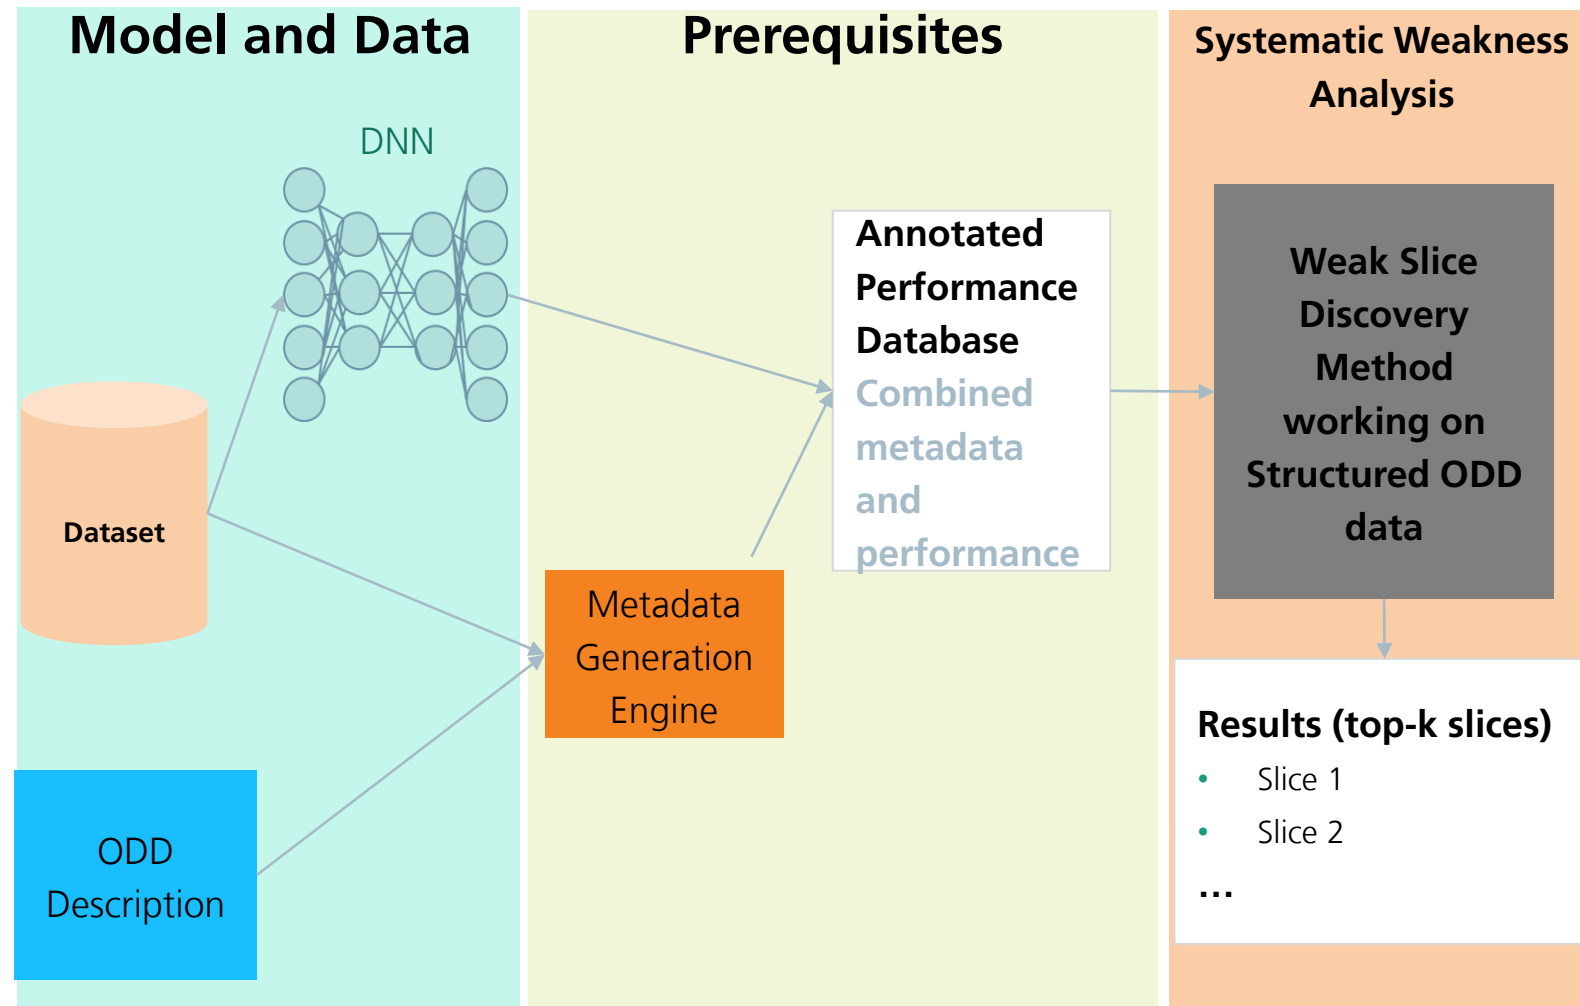 Model and Data
DNN
Dataset
ODD
Description
Prerequisites
Annotated
Performance
Database
Combined
metadata
and
performance
Metadata
Generation
Engine
Systematic Weakness
Analysis
Weak Slice
Discovery
Method
working on
Structured ODD
data
Results (top-k slices)
• Slice 1
• Slice 2
...